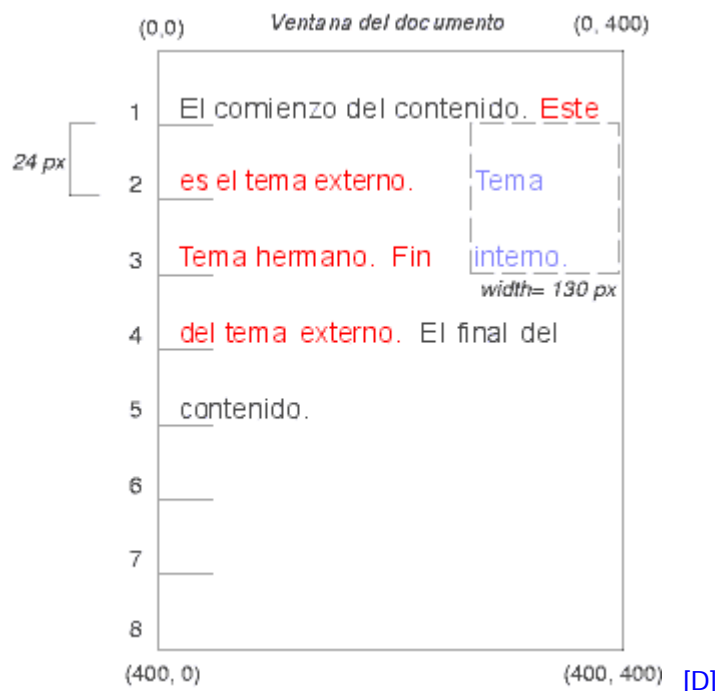 Ventana del documento
(0,0) (0, 400)
1 El comienzo del contenido. Este
24 px
2 es el tema externo. Tema
3 Tema hermano. Fin interno.
width= 130 px
4 del tema externo. El final del
5 contenido.
6
7
8
(400, 0) (400, 400) [D]